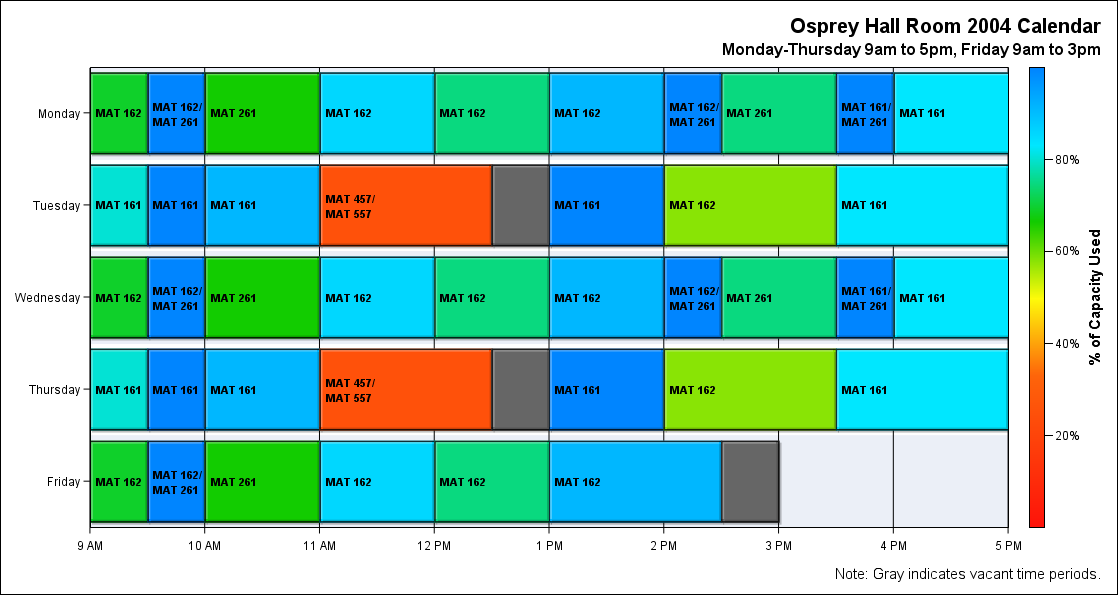 Osprey Hall Room 2004 Calendar
Monday-Thursday 9am to 5pm, Friday 9am to 3pm
Monday
MAT 162
MAT 162/
MAT 261
MAT 261
MAT 162
MAT 162
MAT 162
MAT 162/
MAT 261
MAT 261
MAT 161/
MAT 261
MAT 161
Tuesday
MAT 161
MAT 161
MAT 161
MAT 457/
MAT 557
MAT 161
MAT 162
MAT 161
Wednesday
MAT 162
MAT 162/
MAT 261
MAT 261
MAT 162
MAT 162
MAT 162
MAT 162/
MAT 261
MAT 261
MAT 161/
MAT 261
MAT 161
Thursday
MAT 161
MAT 161
MAT 161
MAT 457/
MAT 557
MAT 161
MAT 162
MAT 161
Friday
MAT 162
MAT 162/
MAT 261
MAT 261
MAT 162
MAT 162
MAT 162
9 AM
10 AM
11 AM
12 PM
1 PM
2 PM
3 PM
4 PM
5 PM
80%
60%
40%
20%
% of Capacity Used
Note: Gray indicates vacant time periods.